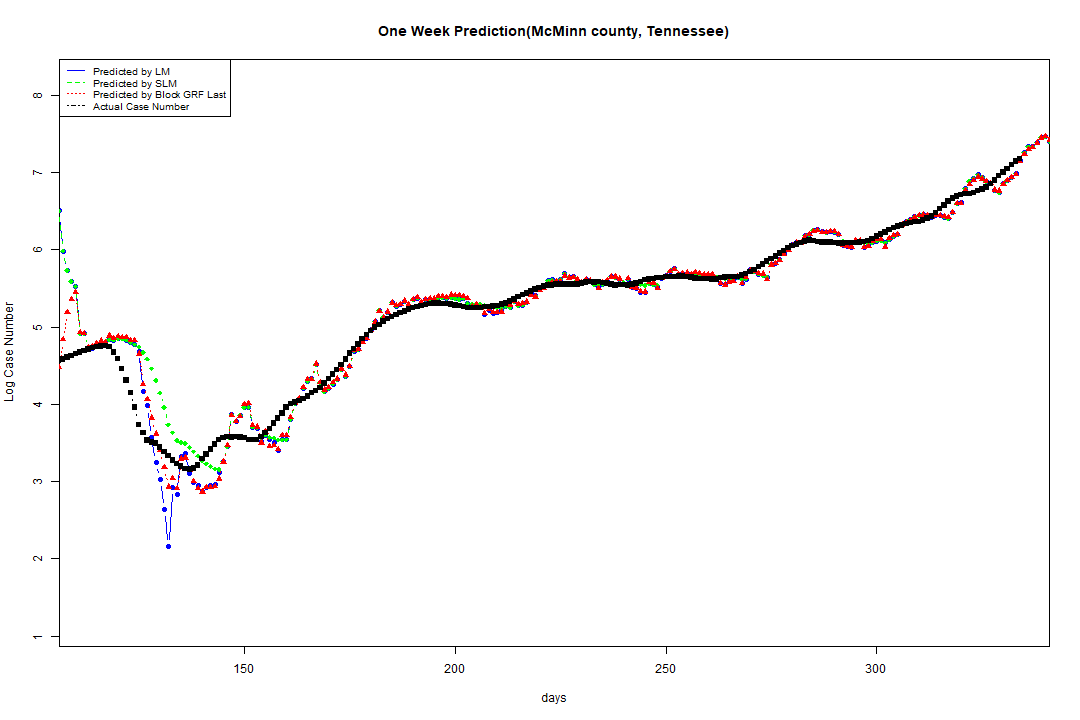 One Week Prediction(McMinn county, Tennessee)
Predicted by LM
Predicted by SLM
Predicted by Block GRF Last
Actual Case Number
8
7
6
5
4
3
2
1
Log Case Number
150 200 250 300
days